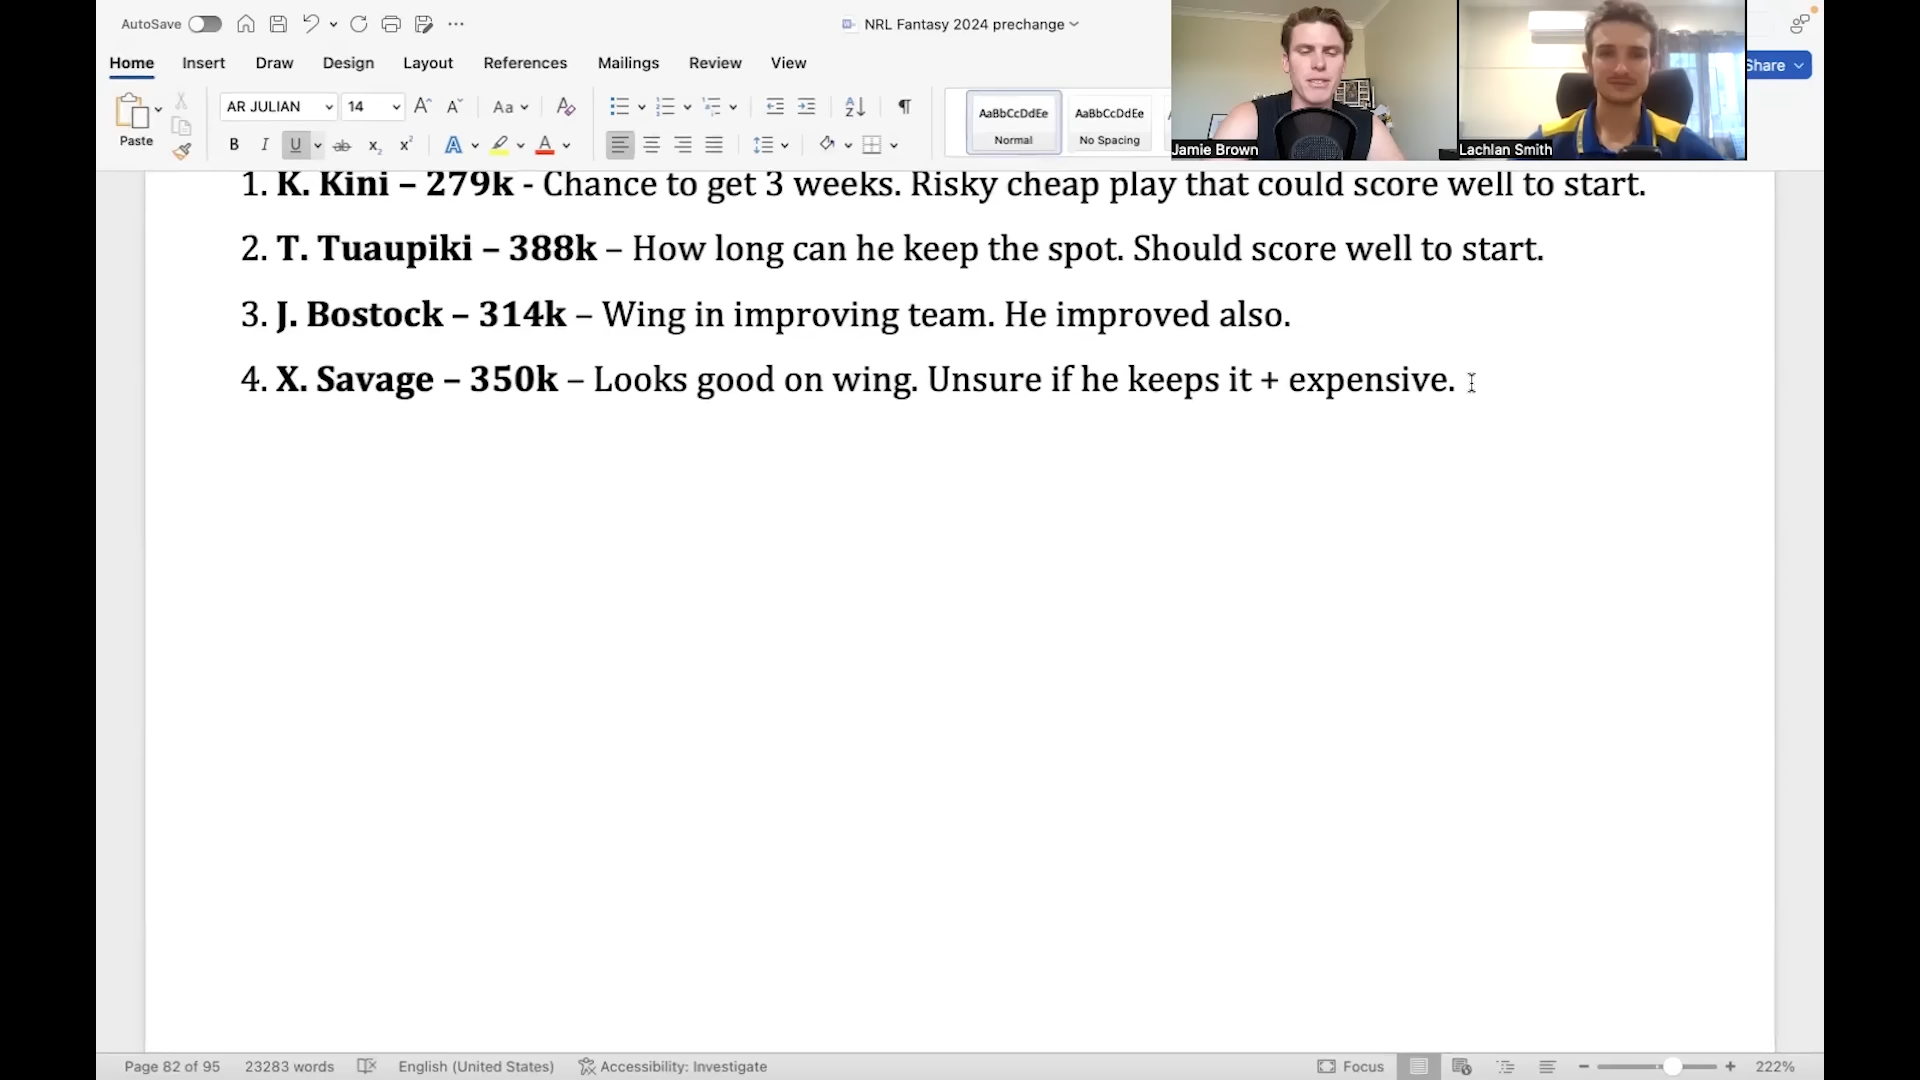 AutoSave
NRL Fantasy 2024 prechange
Home Insert Draw Design Layout References Mailings Review View
Share
Paste
AR JULIAN 14
AaBbCcDdEe AaBbCcDdEe
Normal No Spacing
Jamie Brown Lachlan Smith
1. K. Kini – 279k - Chance to get 3 weeks. Risky cheap play that could score well to start.
2. T. Tuaupiki – 388k – How long can he keep the spot. Should score well to start.
3. J. Bostock – 314k – Wing in improving team. He improved also.
4. X. Savage – 350k – Looks good on wing. Unsure if he keeps it + expensive.
Page 82 of 95 23283 words English (United States) Accessibility: Investigate Focus 222%